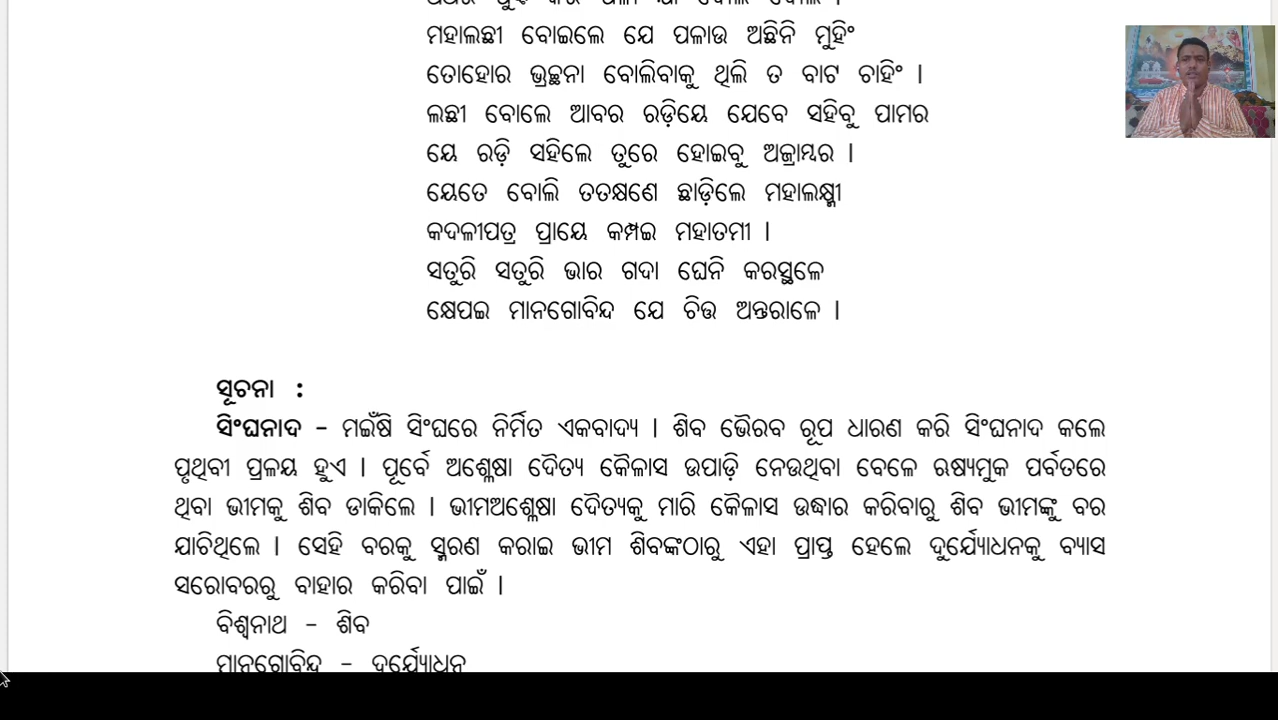 ମହାଲଛୀ ବୋଇଲେ ଯେ ପଳାଉ ଅଛିନି ମୁହିଂ
ତୋହୋର ଭ୍ରଛନା ବୋଲିବାକୁ ଥିଲି ତ ବାଟ ଚାହିଂ ।
ଲଛୀ ବୋଲେ ଆବର ରଡ଼ିୟେ ଯେବେ ସହିବୁ ପାମର
ୟେ ରଡ଼ି ସହିଲେ ତୁରେ ହୋଇବୁ ଅଜ୍ରାମ୍ଭର ।
ୟେତେ ବୋଲି ତତକ୍ଷଣେ ଛାଡ଼ିଲେ ମହାଲକ୍ଷ୍ମୀ
କଦଳୀପତ୍ର ପ୍ରାୟେ କମ୍ପଇ ମହାତମୀ ।
ସତୁରି ସତୁରି ଭାର ଗଦା ଘେନି କରସ୍ଥଳେ
କ୍ଷେପଇ ମାନଗୋବିନ୍ଦ ଯେ ଚିଉ ଅନ୍ତରାଳେ ।
ସୂଚନା :
ସିଂଘନାଦ – ମଇଁଷି ସିଂଘରେ ନିର୍ମିତ ଏକବାଦ୍ୟ । ଶିବ ଭୈରବ ରୂପ ଧାରଣ କରି ସିଂଘନାଦ କଲେ
ପୃଥିବୀ ପ୍ରଳୟ ହୁଏ । ପୂର୍ବେ ଅଶ୍ଳେଷା ଦୈତ୍ୟ କୈଳାସ ଉପାଡ଼ି ନେଉଥିବା ବେଳେ ଋଷ୍ୟମୁକ ପର୍ବତରେ
ଥିବା ଭୀମକୁ ଶିବ ଡାକିଲେ । ଭୀମଅଶ୍ଳେଷା ଦୈତ୍ୟକୁ ମାରି କୈଳାସ ଉଦ୍ଧାର କରିବାରୁ ଶିବ ଭୀମଙ୍କୁ ବର
ଯାଚିଥିଲେ । ସେହି ବରକୁ ସ୍ମରଣ କରାଇ ଭୀମ ଶିବଙ୍କଠାରୁ ଏହା ପ୍ରାପ୍ତ ହେଲେ ଦୁର୍ଯ୍ୟୋଧନକୁ ବ୍ୟାସ
ସରୋବରରୁ ବାହାର କରିବା ପାଇଁ ।
ବିଶ୍ୱନାଥ – ଶିବ
ମାନଗୋବିନ୍ଦ – ଦୁର୍ଯ୍ୟୋଧନ